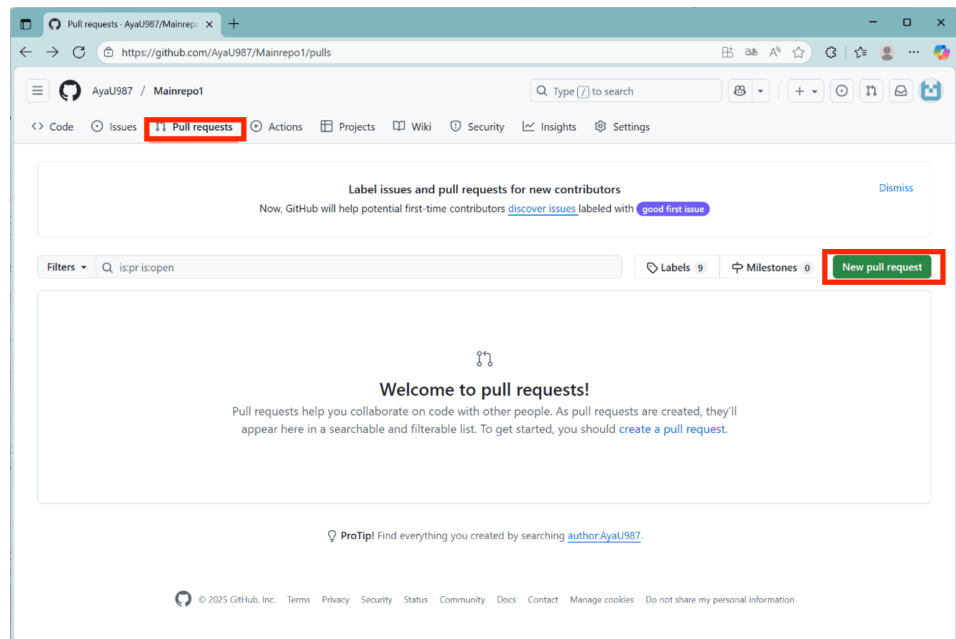 Pull requests · AyaU987/Mainrepo
https://github.com/AyaU987/Mainrepo1/pulls
AyaU987 / Mainrepo1
Type / to search
Code Issues Pull requests Actions Projects Wiki Security Insights Settings
Label issues and pull requests for new contributors
Dismiss
Now, GitHub will help potential first-time contributors discover issues labeled with good first issue
Filters is:pr is:open Labels 9 Milestones 0 New pull request
Welcome to pull requests!
Pull requests help you collaborate on code with other people. As pull requests are created, they'll
appear here in a searchable and filterable list. To get started, you should create a pull request.
ProTip! Find everything you created by searching author:AyaU987.
© 2025 GitHub, Inc. Terms Privacy Security Status Community Docs Contact Manage cookies Do not share my personal information